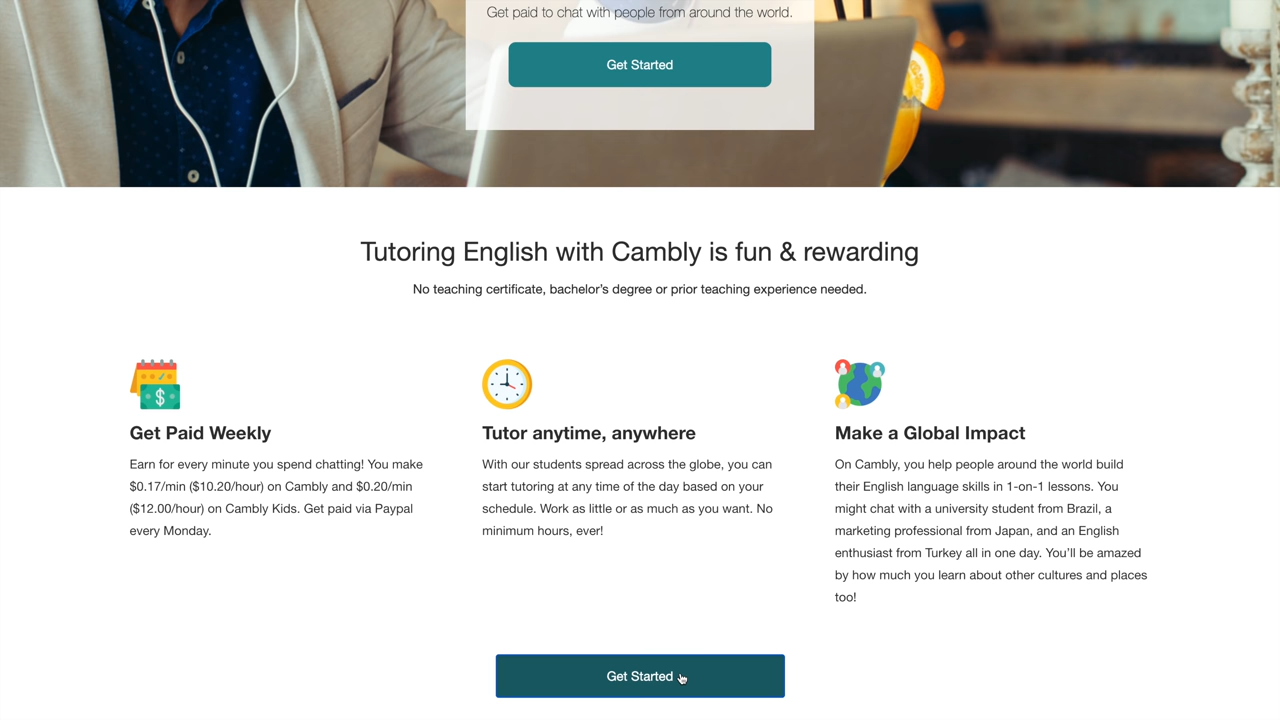 Get paid to chat with people from around the world.
Get Started
Tutoring English with Cambly is fun & rewarding
No teaching certificate, bachelor's degree or prior teaching experience needed.
$
Get Paid Weekly
Earn for every minute you spend chatting! You make
$0.17/min ($10.20/hour) on Cambly and $0.20/min
($12.00/hour) on Cambly Kids. Get paid via Paypal
every Monday.
Tutor anytime, anywhere
With our students spread across the globe, you can
start tutoring at any time of the day based on your
schedule. Work as little or as much as you want. No
minimum hours, ever!
Make a Global Impact
On Cambly, you help people around the world build
their English language skills in 1-on-1 lessons. You
might chat with a university student from Brazil, a
marketing professional from Japan, and an English
enthusiast from Turkey all in one day. You'll be amazed
by how much you learn about other cultures and places
too!
Get Started